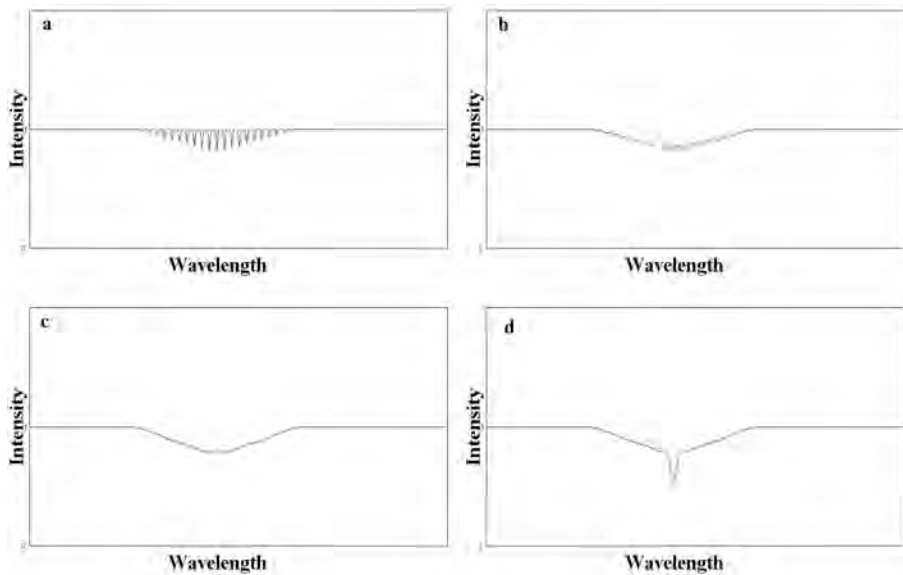 a
Intensity
Wavelength
b
Intensity
Wavelength
c
Intensity
Wavelength
d
Intensity
Wavelength